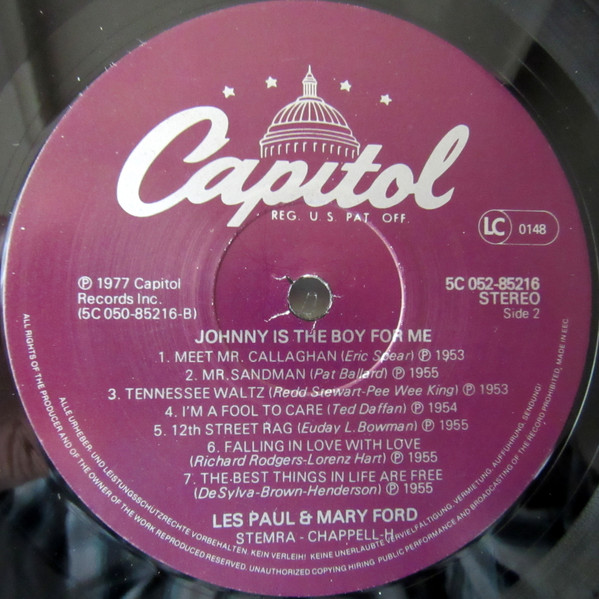 Capitol
REG. U.S. PAT. OFF.
LC 0148
℗ 1977 Capitol
Records Inc.
(5C 050-85216-B)
5C 052-85216
STEREO
Side 2
JOHNNY IS THE BOY FOR ME
1. MEET MR. CALLAGHAN (Eric Spear) ℗ 1953
2. MR. SANDMAN (Pat Ballard) ℗ 1955
3. TENNESSEE WALTZ (Redd Stewart-Pee Wee King) ℗ 1953
4. I'M A FOOL TO CARE (Ted Daffan) ℗ 1954
5. 12th STREET RAG (Euday L. Bowman) ℗ 1955
6. FALLING IN LOVE WITH LOVE
(Richard Rodgers-Lorenz Hart) ℗ 1955
7. THE BEST THINGS IN LIFE ARE FREE
(De Sylva-Brown-Henderson) ℗ 1955
LES PAUL & MARY FORD
STEMRA - CHAPPELL-H
ALLE URHEBER- UND LEISTUNGSSCHUTZRECHTE VORBEHALTEN. KEIN VERLEIH! KEINE UNERLAUBTE VERVIELFÄLTIGUNG, VERMIETUNG, AUFFÜHRUNG, SENDUNG!
ALL RIGHTS OF THE PRODUCER AND OF THE OWNER OF THE WORK REPRODUCED RESERVED. UNAUTHORIZED COPYING HIRING PUBLIC PERFORMANCE AND BROADCASTING OF THE RECORD PROHIBITED, MADE IN EEC.